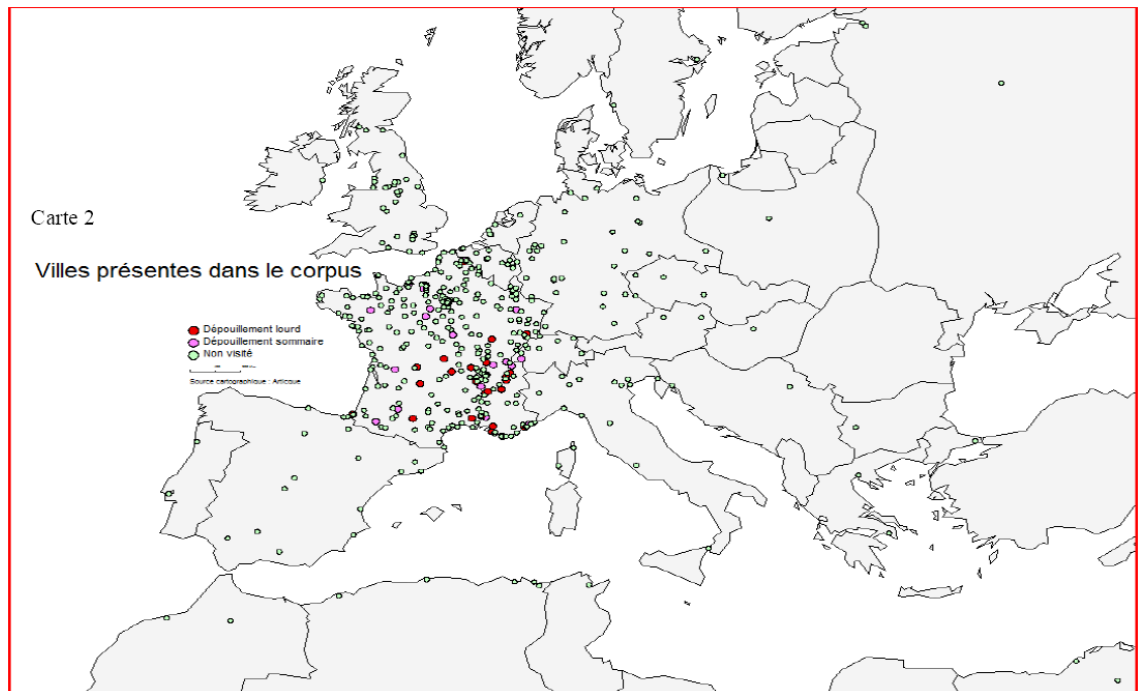 Carte 2
Villes présentes dans le corpus
Dépouillement lourd
Dépouillement sommaire
Non visité
Source cartographique : Articque